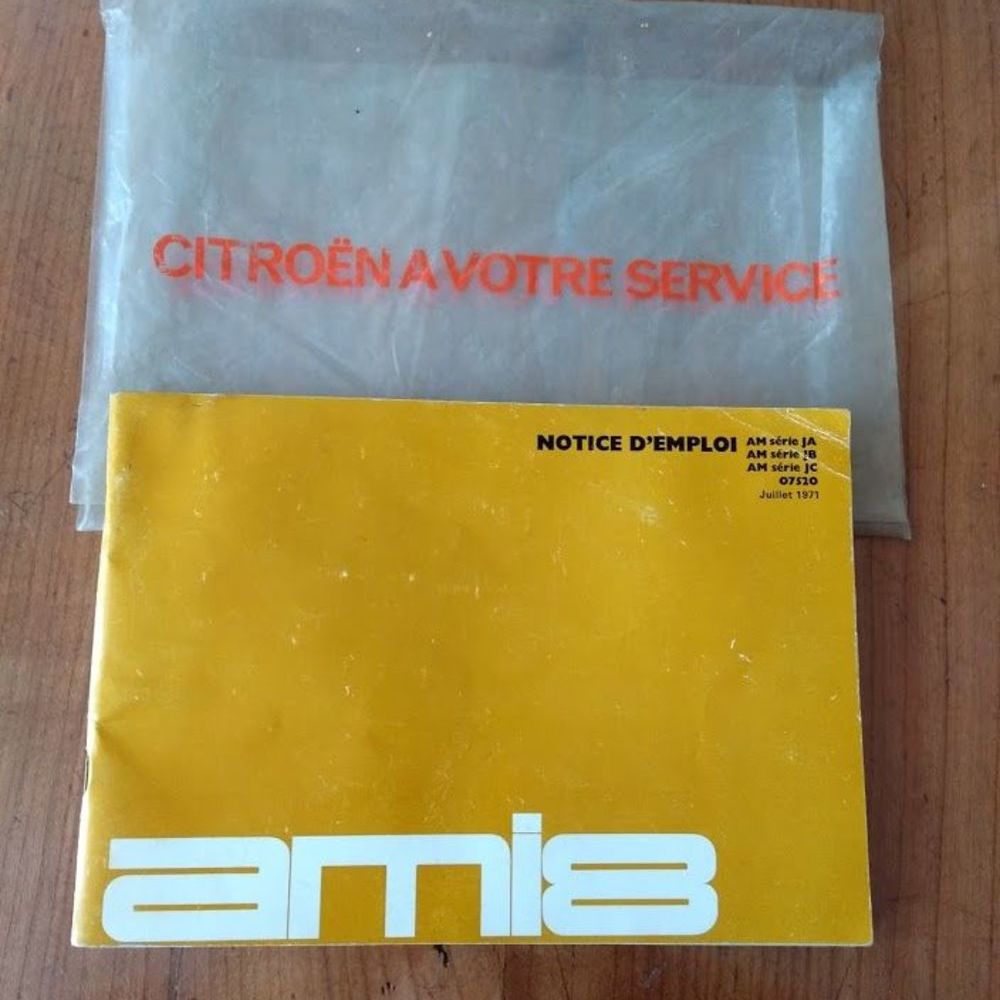 CITROËN A VOTRE SERVICE
NOTICE D'EMPLOI AM série JA
AM série JB
AM série JC
07520
Juillet 1971
ami8